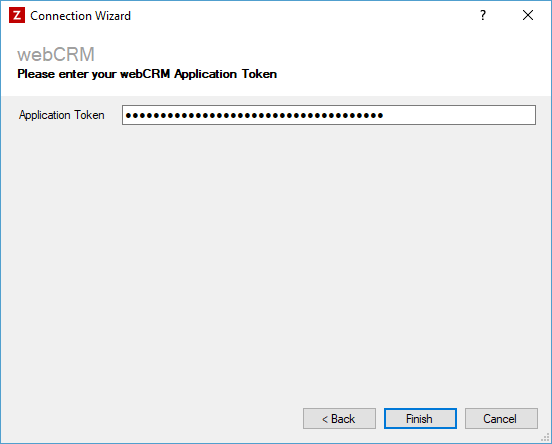 Z Connection Wizard ?
webCRM
Please enter your webCRM Application Token
Application Token ●●●●●●●●●●●●●●●●●●●●●●●●●●●●●●●●●●●●●
< Back Finish Cancel